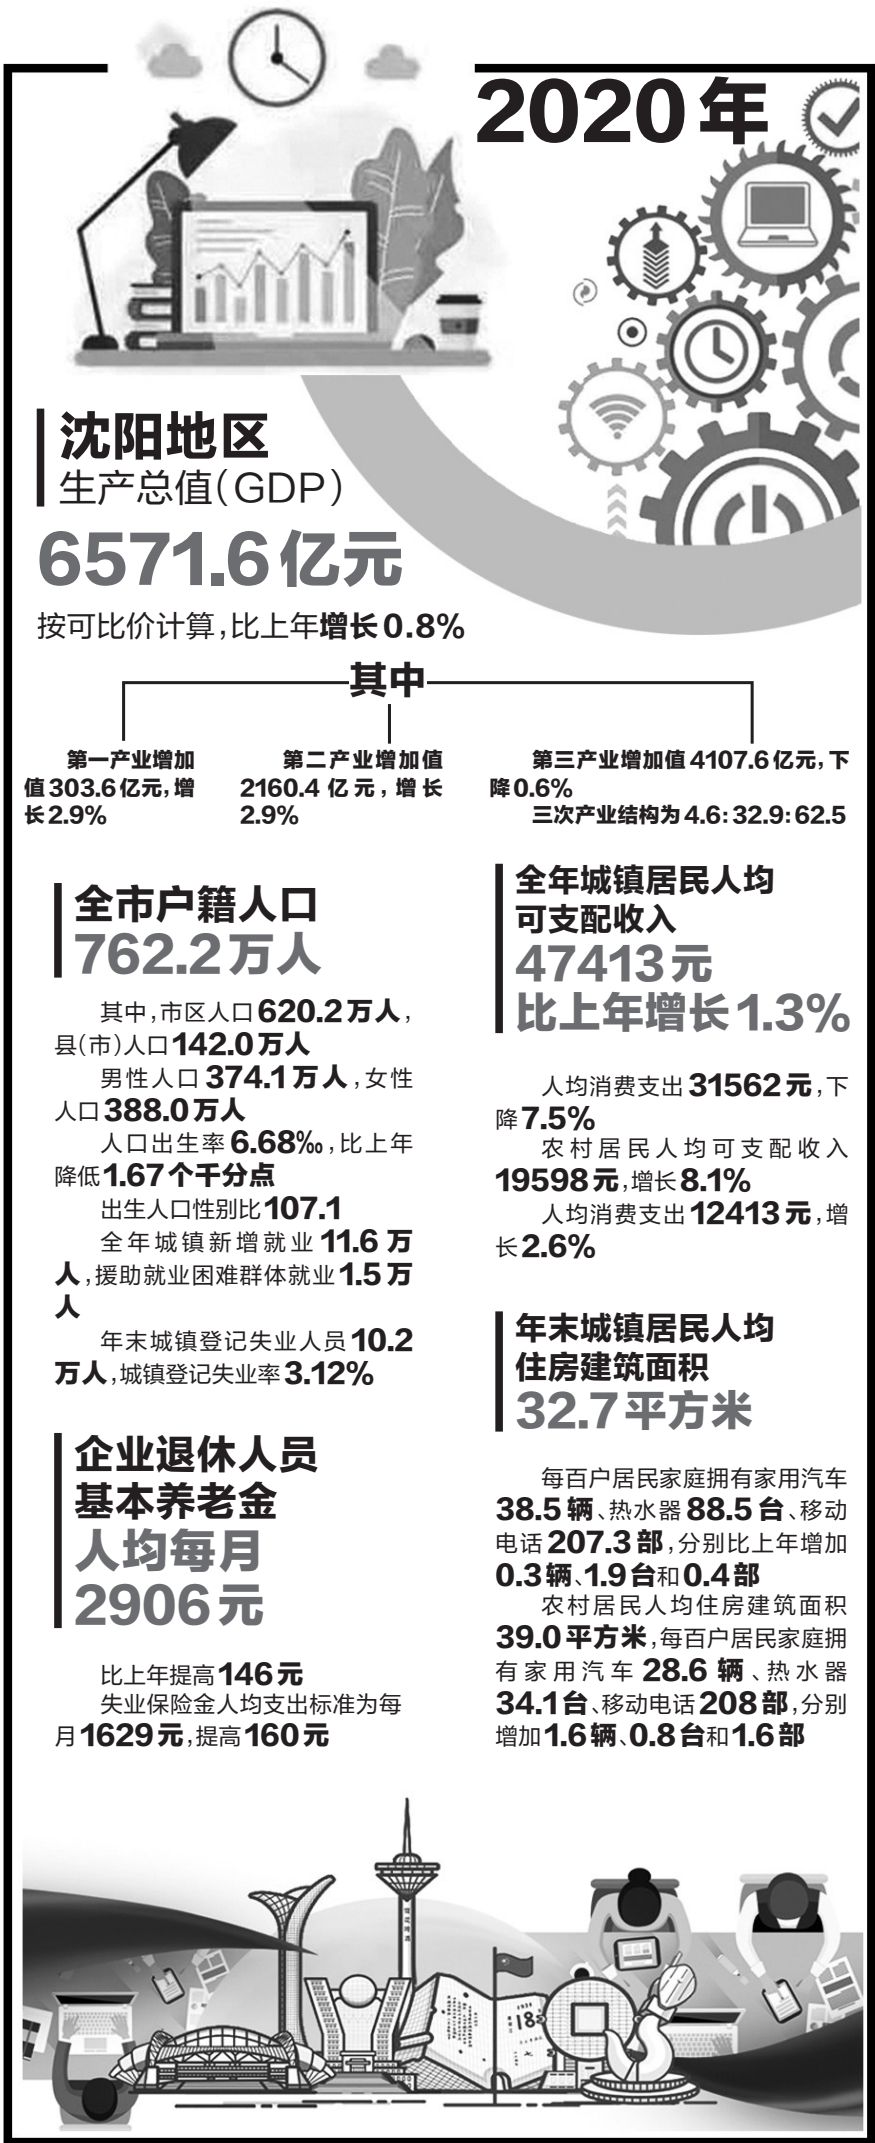 2020年
沈阳地区
生产总值(GDP)
6571.6亿元
按可比价计算,比上年增长0.8%
其中
第一产业增加
值303.6亿元,增
长2.9%
第二产业增加值
2160.4亿元,增长
2.9%
第三产业增加值4107.6亿元,下
降0.6%
三次产业结构为4.6:32.9:62.5
全市户籍人口
762.2万人
其中,市区人口620.2万人,
县(市)人口142.0万人
男性人口374.1万人,女性
人口388.0万人
人口出生率6.68‰,比上年
降低1.67个千分点
出生人口性别比107.1
全年城镇新增就业11.6万
人,援助就业困难群体就业1.5万
人
年末城镇登记失业人员10.2
万人,城镇登记失业率3.12%
企业退休人员
基本养老金
人均每月
2906元
比上年提高146元
失业保险金人均支出标准为每
月1629元,提高160元
全年城镇居民人均
可支配收入
47413元
比上年增长1.3%
人均消费支出31562元,下
降7.5%
农村居民人均可支配收入
19598元,增长8.1%
人均消费支出12413元,增
长2.6%
年末城镇居民人均
住房建筑面积
32.7平方米
每百户居民家庭拥有家用汽车
38.5辆、热水器88.5台、移动
电话207.3部,分别比上年增加
0.3辆、1.9台和0.4部
农村居民人均住房建筑面积
39.0平方米,每百户居民家庭拥
有家用汽车28.6辆、热水器
34.1台、移动电话208部,分别
增加1.6辆、0.8台和1.6部
18